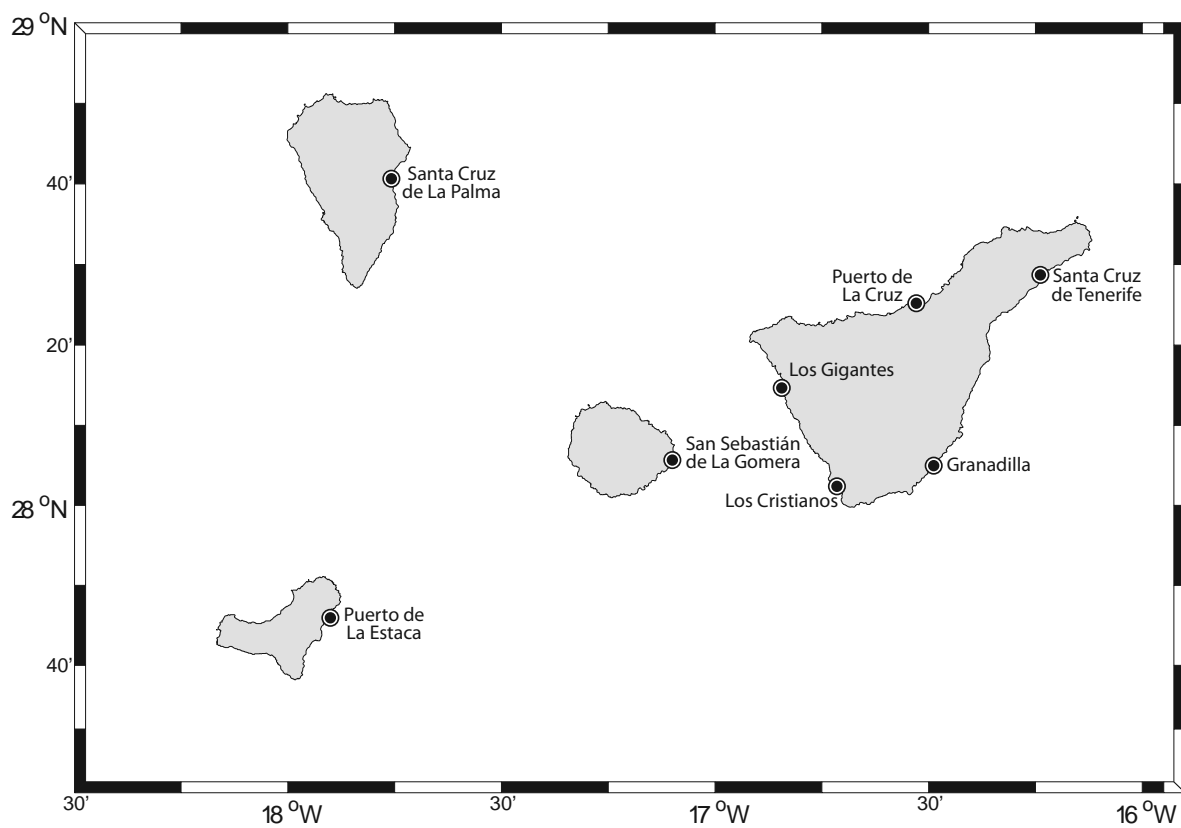 29 °N
Santa Cruz
de La Palma
40'
Puerto de
La Cruz
Santa Cruz
de Tenerife
20'
Los Gigantes
San Sebastián
de La Gomera
Granadilla
Los Cristianos
28 °N
Puerto de
La Estaca
40'
30'
18 °W
30'
17 °W
30'
16 °W